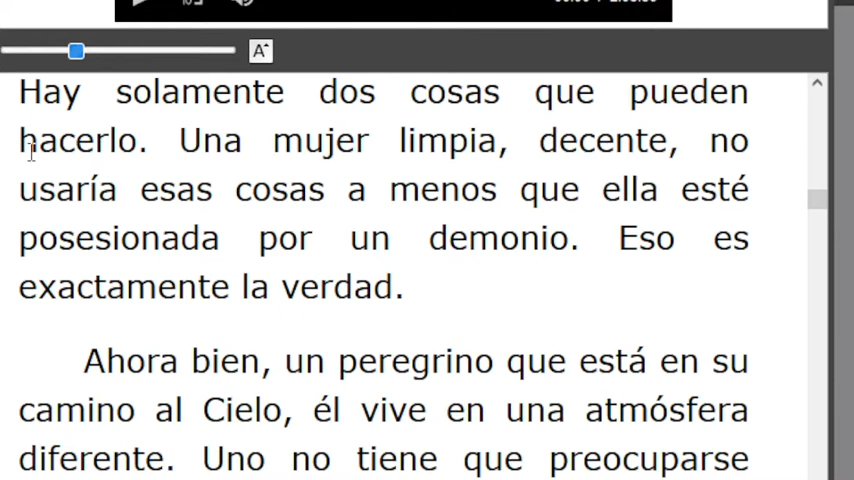 A
Hay solamente dos cosas que pueden
hacerlo. Una mujer limpia, decente, no
usaría esas cosas a menos que ella esté
posesionada por un demonio. Eso es
exactamente la verdad.
Ahora bien, un peregrino que está en su
camino al Cielo, él vive en una atmósfera
diferente. Uno no tiene que preocuparse